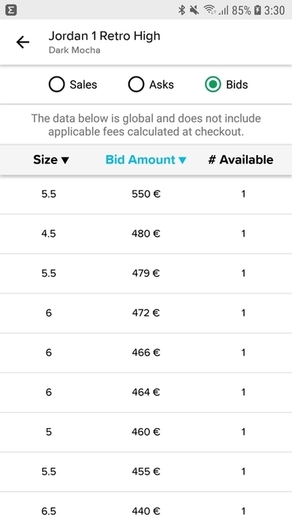 85% 3:30
Jordan 1 Retro High
Dark Mocha
Sales Asks Bids
The data below is global and does not include
applicable fees calculated at checkout.
Size ▼ Bid Amount ▼ # Available
5.5 550 € 1
4.5 480 € 1
5.5 479 € 1
6 472 € 1
6 466 € 1
6 464 € 1
5 460 € 1
5.5 455 € 1
6.5 440 € 1